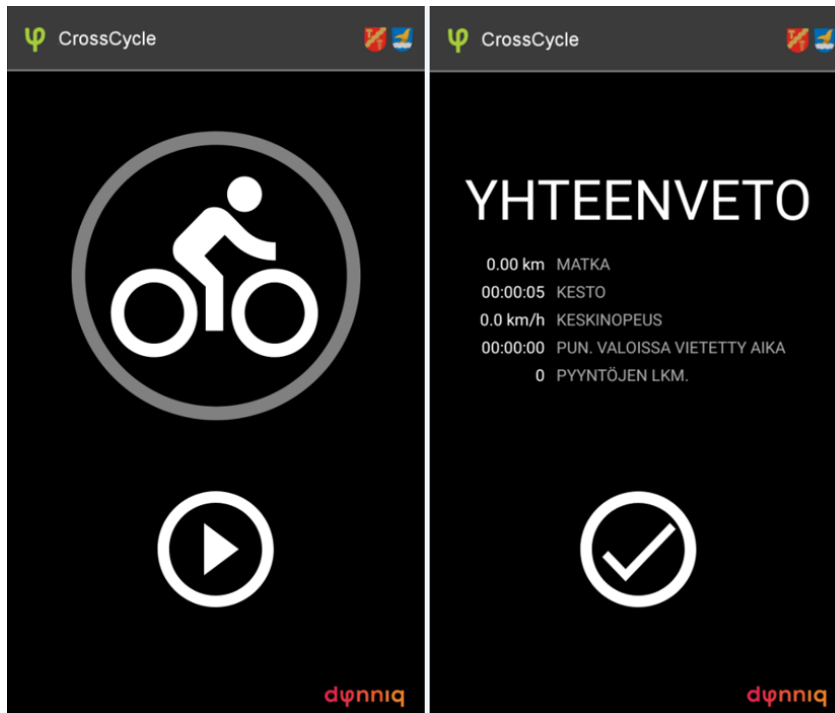 CrossCycle
dynniq
CrossCycle
YHTEENVETO
0.00 km MATKA
00:00:05 KESTO
0.0 km/h KESKINOPEUS
00:00:00 PUN. VALOISSA VIETETTY AIKA
0 PYYNTÖJEN LKM.
dynniq